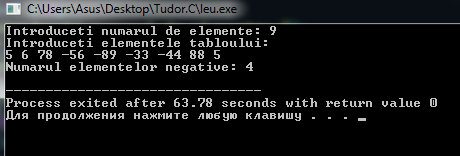 C:\Users\Asus\Desktop\Tudor.C\leu.exe
Introduceti numarul de elemente: 9
Introduceti elementele tabloului:
5 6 78 -56 -89 -33 -44 88 5
Numarul elementelor negative: 4
--------------------------------
Process exited after 63.78 seconds with return value 0
Для продолжения нажмите любую клавишу . . . _